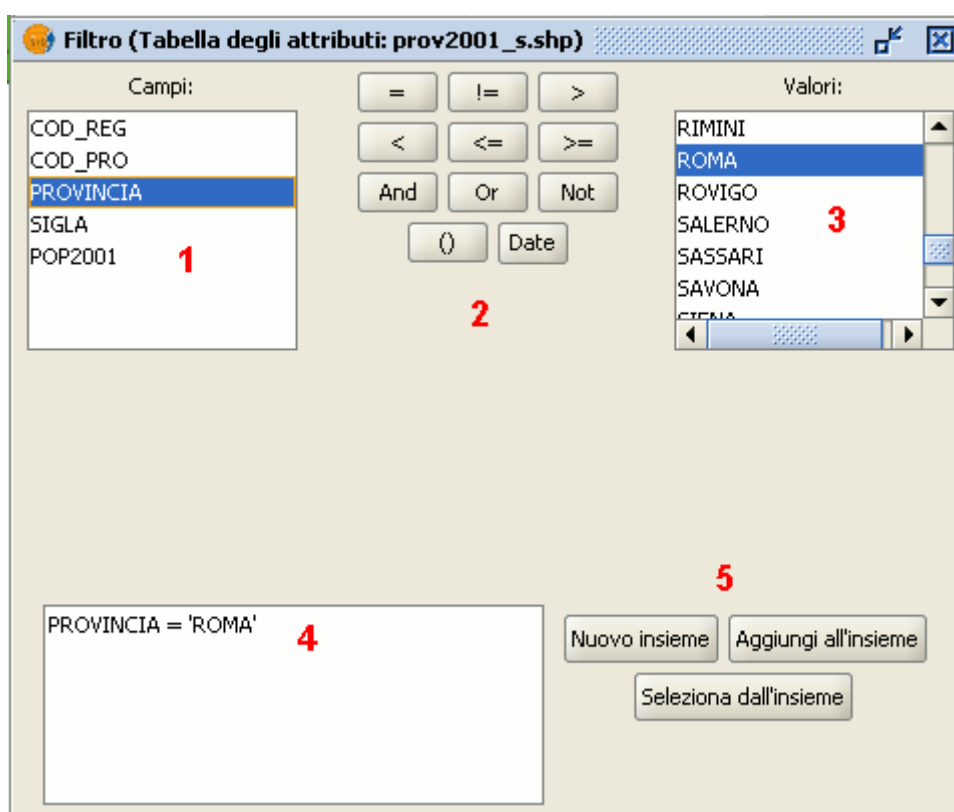 Filtro (Tabella degli attributi: prov2001_s.shp)
Campi:
COD_REG
COD_PRO
PROVINCIA
SIGLA
POP2001
1
= != >
< <= >=
And Or Not
() Date
2
Valori:
RIMINI
ROMA
ROVIGO
SALERNO
SASSARI
SAVONA
SIENA
3
PROVINCIA = 'ROMA'
4
5
Nuovo insieme
Aggiungi all'insieme
Seleziona dall'insieme